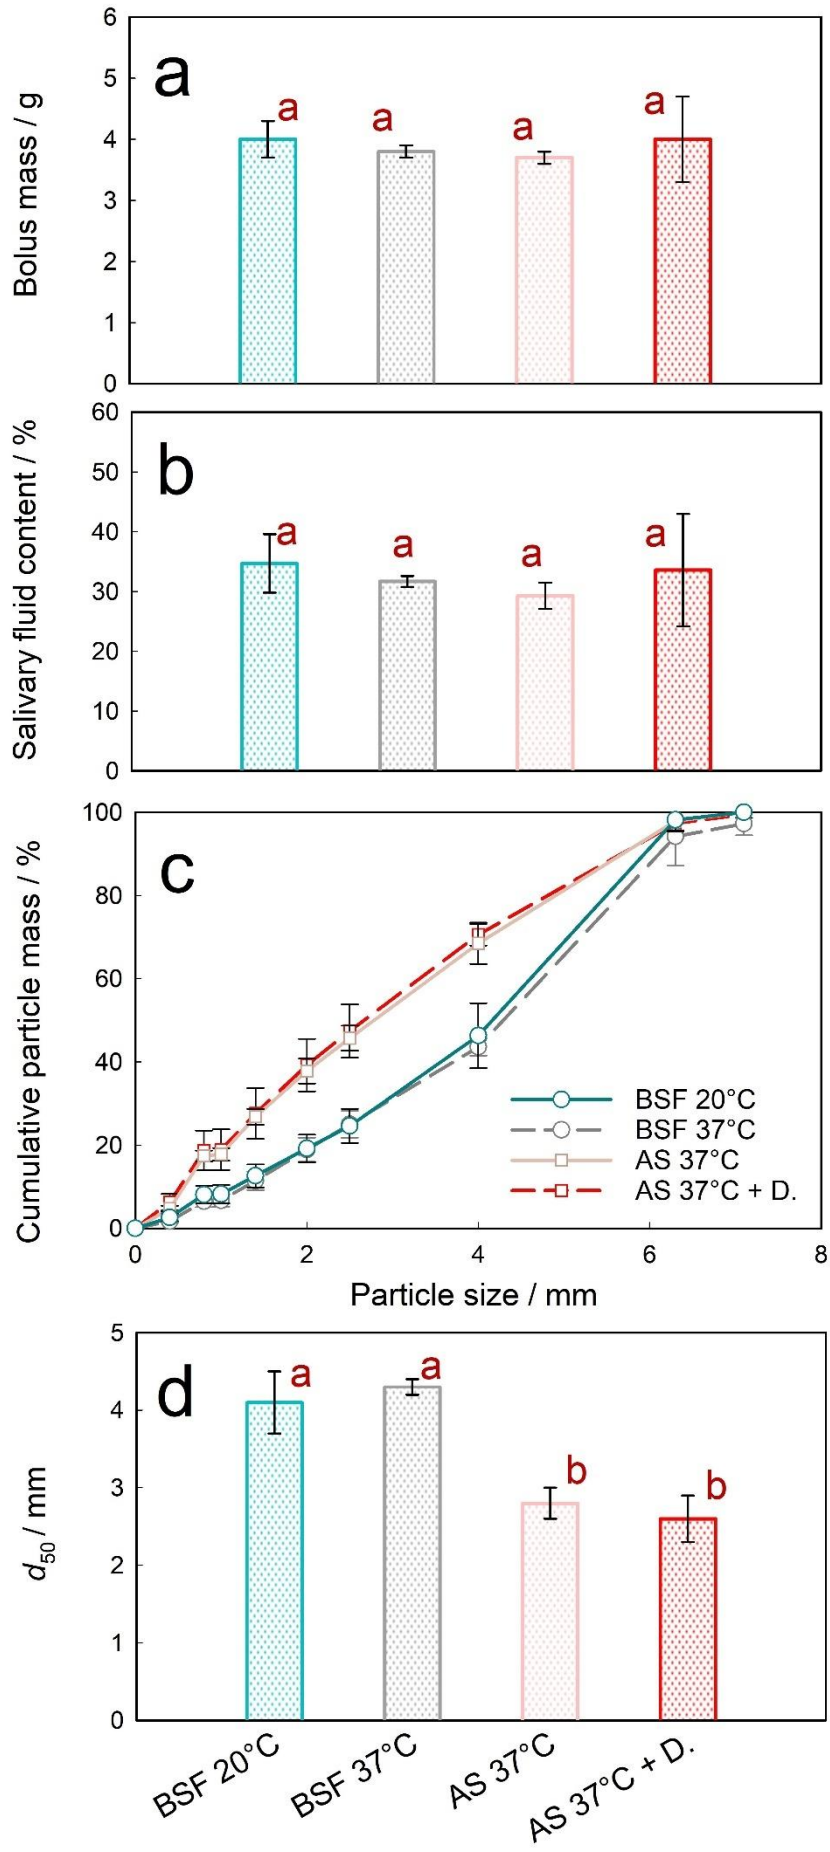 6
5
4
3
2
1
0
Bolus mass / g
a
a
a
a
a
60
50
40
30
20
10
0
Salivary fluid content / %
b
a
a
a
a
100
80
60
40
20
0
Cumulative particle mass / %
c
BSF 20°C
BSF 37°C
AS 37°C
AS 37°C + D.
0 2 4 6 8
Particle size / mm
5
4
3
2
1
0
d₅₀ / mm
d
a
a
b
b
BSF 20°C
BSF 37°C
AS 37°C
AS 37°C + D.